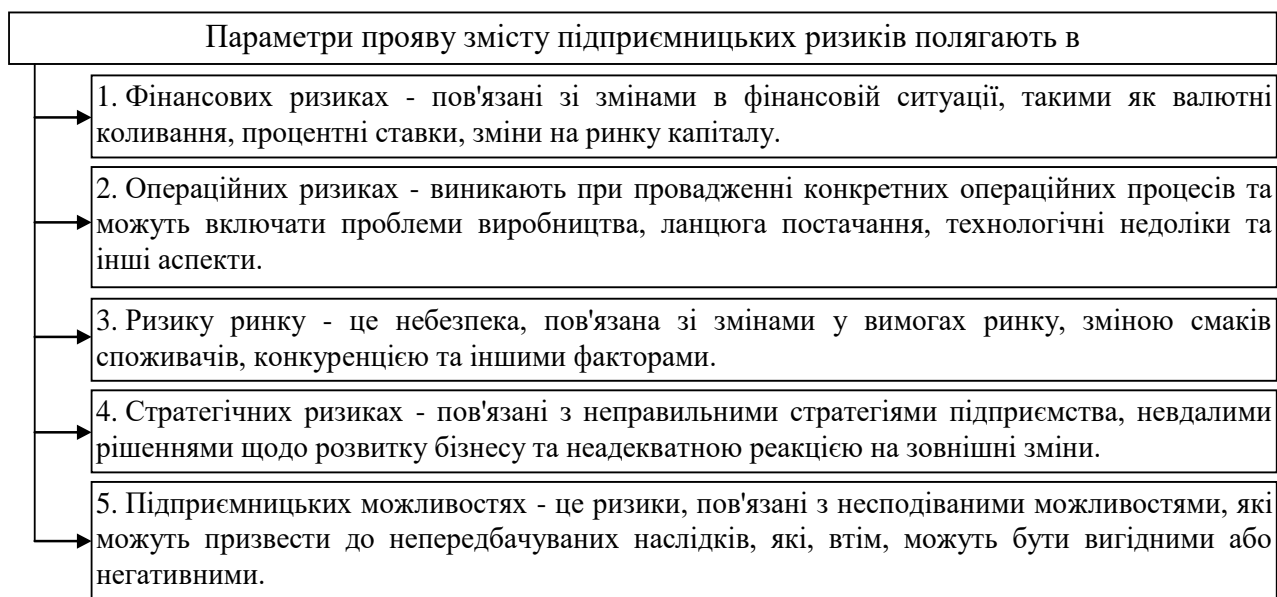 Параметри прояву змісту підприємницьких ризиків полягають в
1. Фінансових ризиках - пов'язані зі змінами в фінансовій ситуації, такими як валютні
коливання, процентні ставки, зміни на ринку капіталу.
2. Операційних ризиках - виникають при провадженні конкретних операційних процесів та
можуть включати проблеми виробництва, ланцюга постачання, технологічні недоліки та
інші аспекти.
3. Ризику ринку - це небезпека, пов'язана зі змінами у вимогах ринку, зміною смаків
споживачів, конкуренцією та іншими факторами.
4. Стратегічних ризиках - пов'язані з неправильними стратегіями підприємства, невдалими
рішеннями щодо розвитку бізнесу та неадекватною реакцією на зовнішні зміни.
5. Підприємницьких можливостях - це ризики, пов'язані з несподіваними можливостями, які
можуть призвести до непередбачуваних наслідків, які, втім, можуть бути вигідними або
негативними.